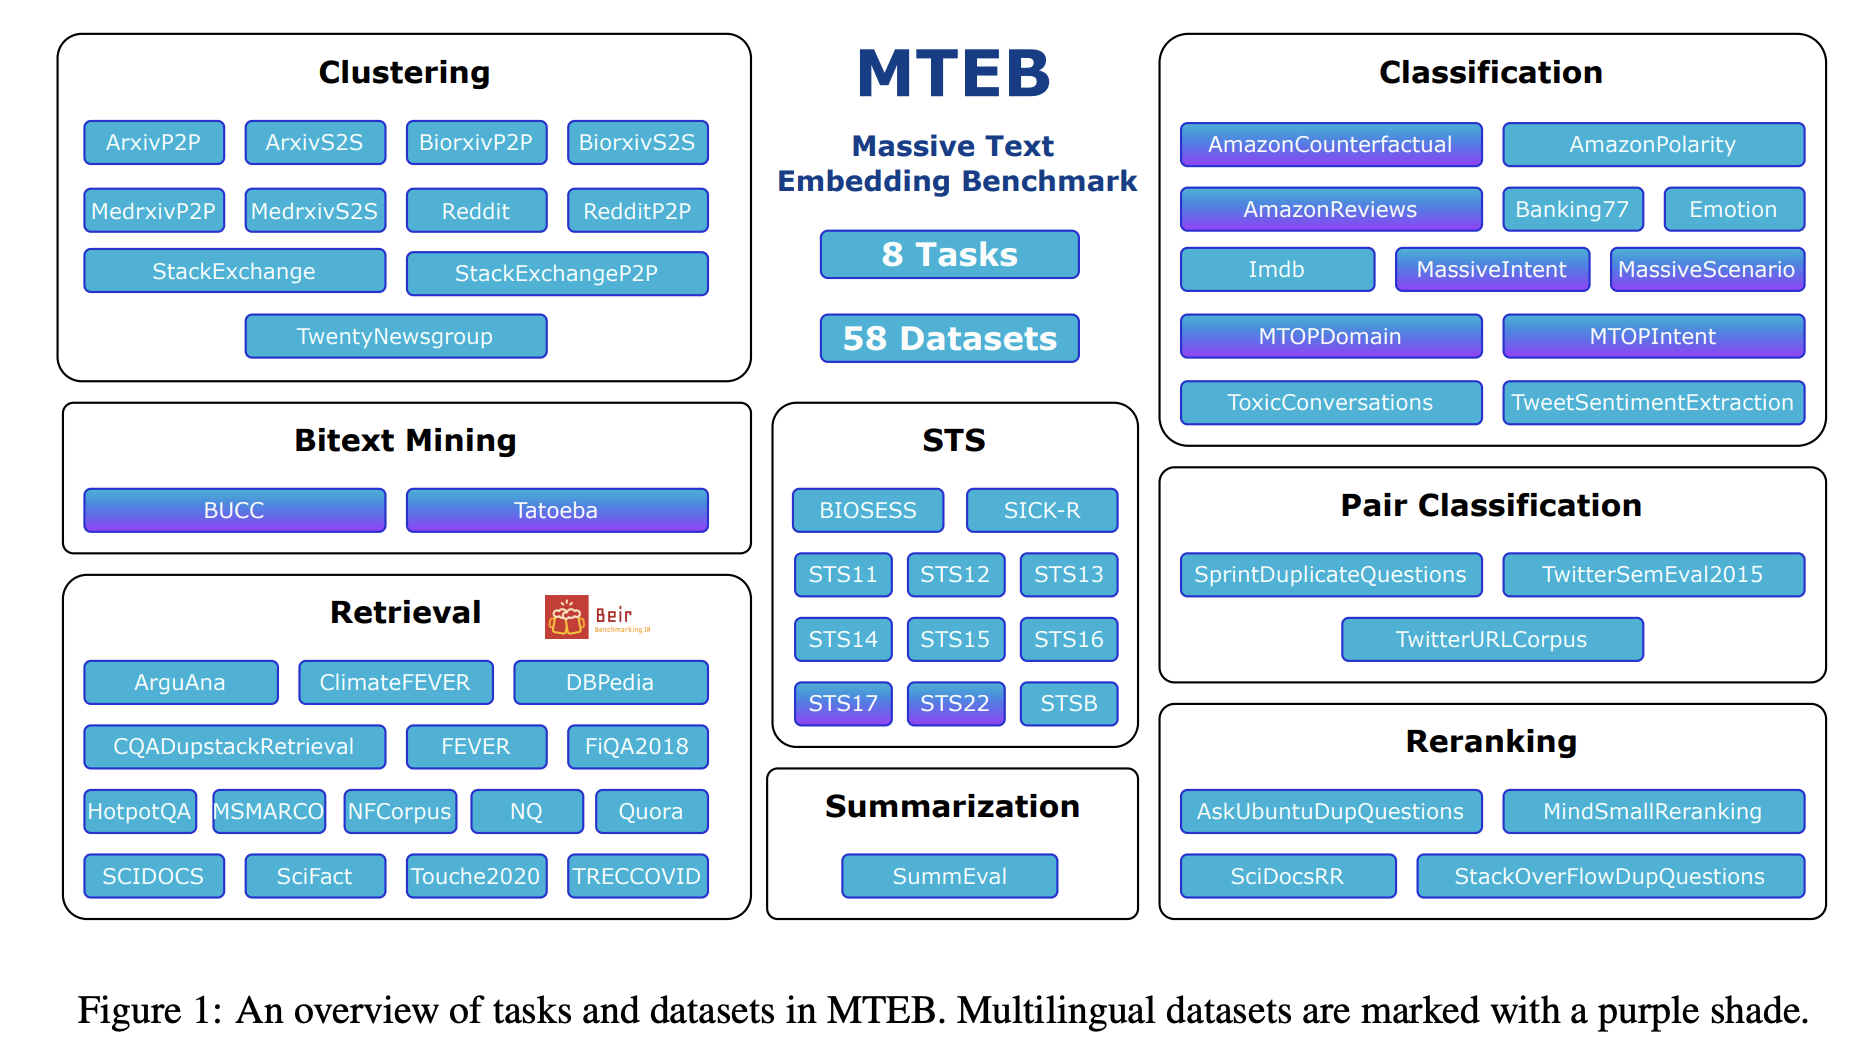 Clustering
ArxivP2P ArxivS2S BiorxivP2P BiorxivS2S
MedrxivP2P MedrxivS2S Reddit RedditP2P
StackExchange StackExchangeP2P
TwentyNewsgroup
MTEB
Massive Text
Embedding Benchmark
8 Tasks
58 Datasets
Classification
AmazonCounterfactual AmazonPolarity
AmazonReviews Banking77 Emotion
Imdb MassiveIntent MassiveScenario
MTOPDomain MTOPIntent
ToxicConversations TweetSentimentExtraction
Bitext Mining
BUCC Tatoeba
STS
BIOSESS SICK-R
STS11 STS12 STS13
STS14 STS15 STS16
STS17 STS22 STSB
Pair Classification
SprintDuplicateQuestions TwitterSemEval2015
TwitterURLCorpus
Retrieval
Beir
Benchmarking IR
ArguAna ClimateFEVER DBPedia
CQADupstackRetrieval FEVER FiQA2018
HotpotQA MSMARCO NFCorpus NQ Quora
SCIDOCS SciFact Touche2020 TRECCOVID
Summarization
SummEval
Reranking
AskUbuntuDupQuestions MindSmallReranking
SciDocsRR StackOverFlowDupQuestions
Figure 1: An overview of tasks and datasets in MTEB. Multilingual datasets are marked with a purple shade.